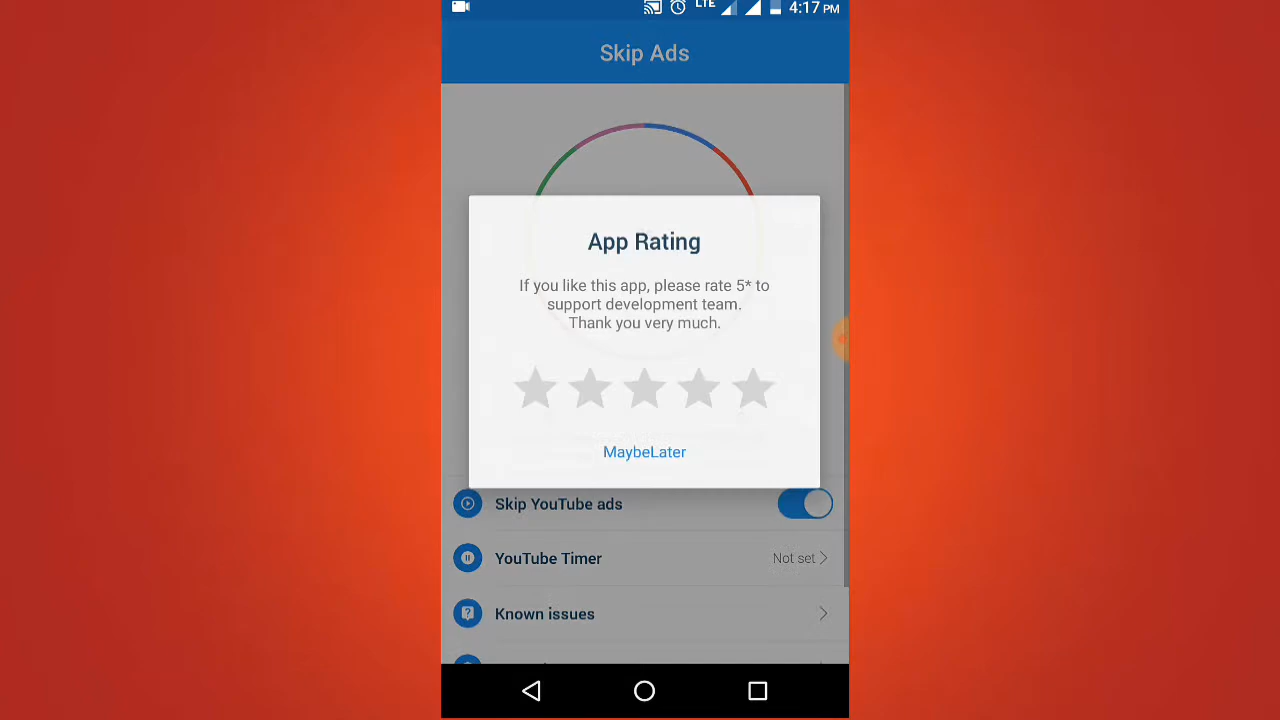 LTE 4:17 PM
Skip Ads
App Rating
If you like this app, please rate 5* to
support development team.
Thank you very much.
MaybeLater
Skip YouTube ads
YouTube Timer Not set
Known issues